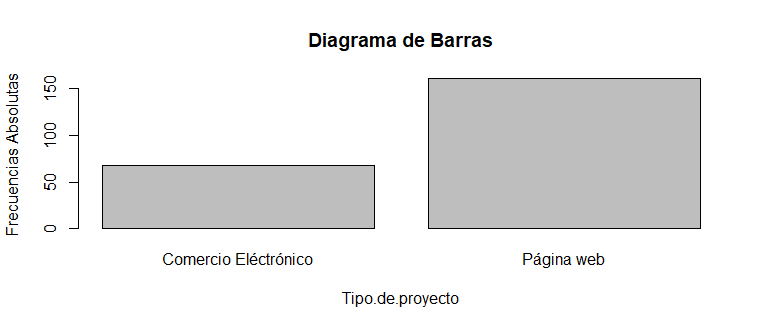 Diagrama de Barras
Frecuencias Absolutas
150
100
50
0
Comercio Eléctrónico
Página web
Tipo.de.proyecto